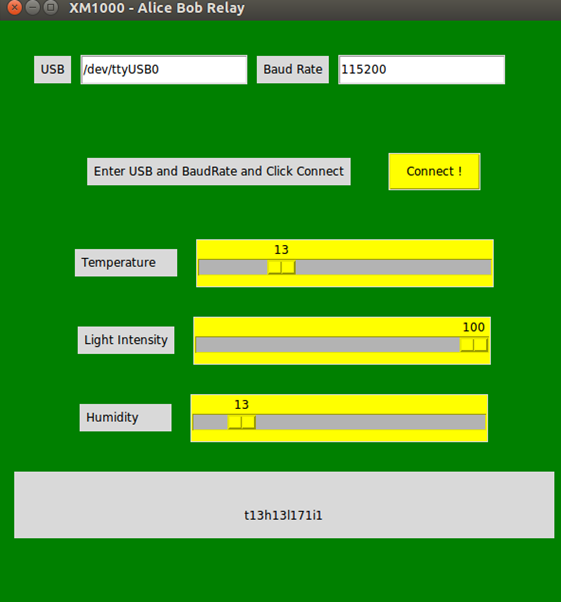 XM1000 - Alice Bob Relay
USB /dev/ttyUSB0 Baud Rate 115200
Enter USB and BaudRate and Click Connect Connect !
13
Temperature
100
Light Intensity
13
Humidity
t13h13l171i1